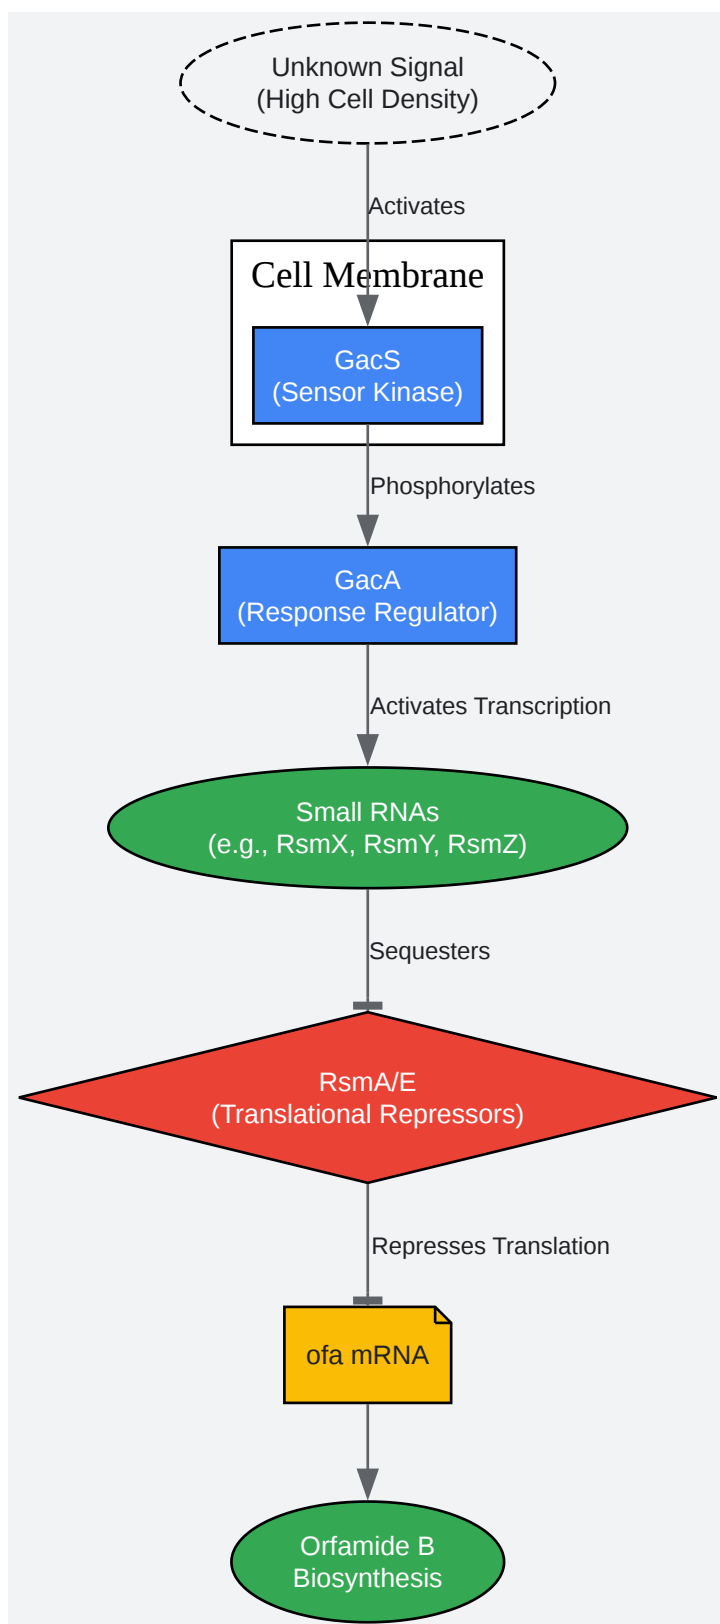 Unknown Signal
(High Cell Density)
Activates
Cell Membrane
GacS
(Sensor Kinase)
Phosphorylates
GacA
(Response Regulator)
Activates Transcription
Small RNAs
(e.g., RsmX, RsmY, RsmZ)
Sequesters
RsmA/E
(Translational Repressors)
Represses Translation
ofa mRNA
Orfamide B
Biosynthesis